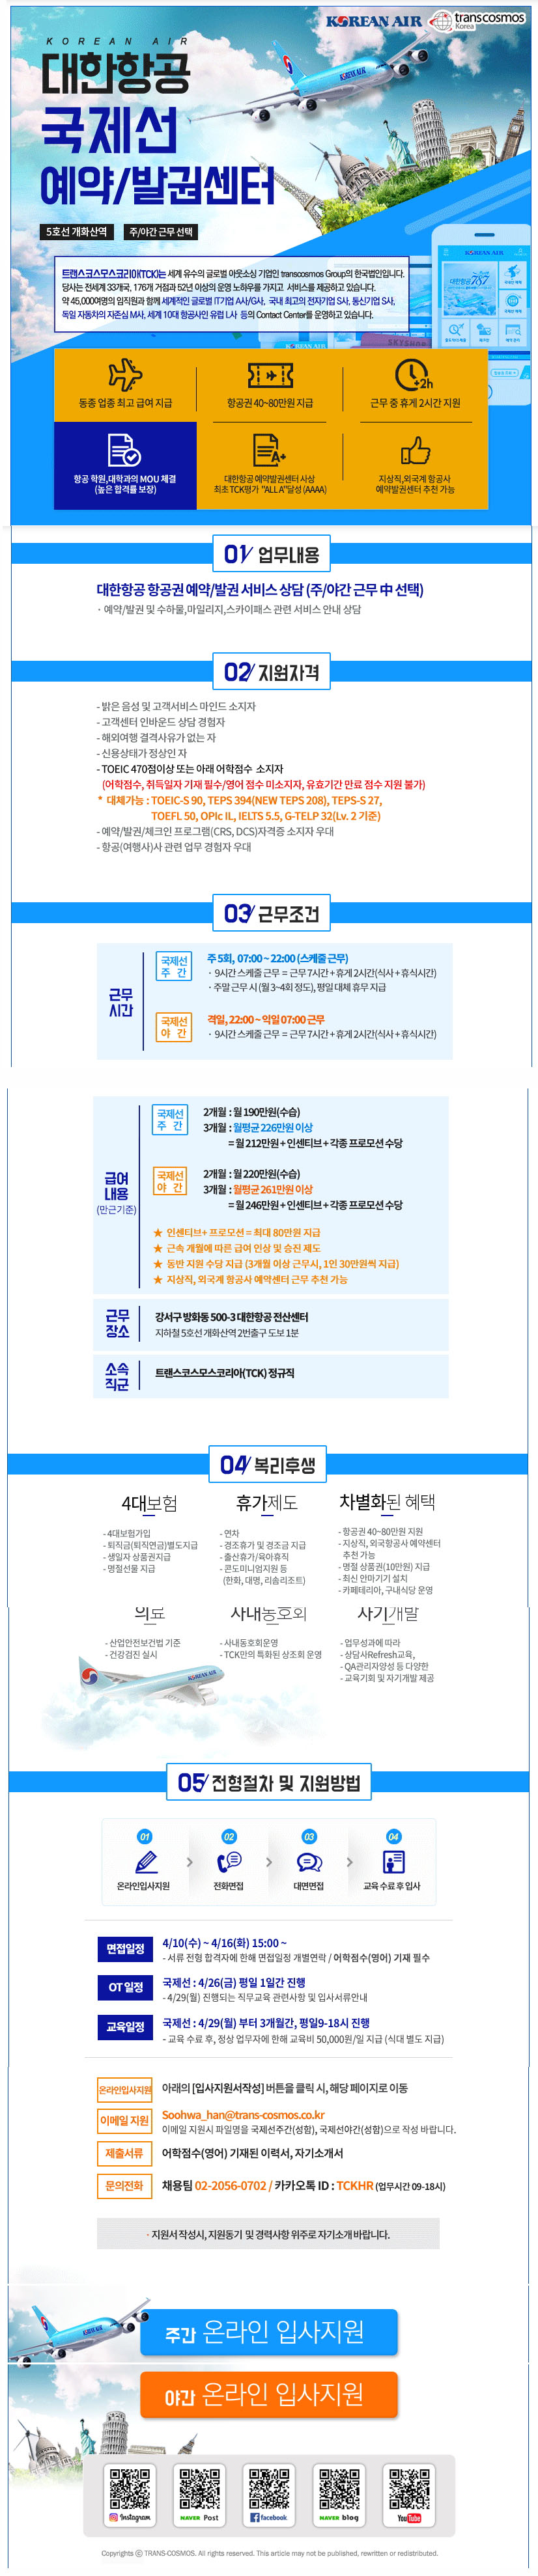 KOREAN AIR
transcosmos
Korea
KOREAN AIR
대한항공
국제선
예약/발권센터
5호선 개화산역
주/야간 근무 선택
트랜스코스모스코리아(TCK)는 세계 유수의 글로벌 아웃소싱 기업인 transcosmos Group의 한국법인입니다.
당사는 전세계 33개국, 176개 거점과 52년 이상의 운영 노하우를 가지고 서비스를 제공하고 있습니다.
약 45,000여명의 임직원과 함께 세계적인 글로벌 IT기업 A사/G사, 국내 최고의 전자기업 S사, 통신기업 S사,
독일 자동차의 자존심 M사, 세계 10대 항공사인 유럽 L사 등의 Contact Center를 운영하고 있습니다.
동종 업종 최고 급여 지급
항공권 40~80만원 지급
+2h
근무 중 휴게 2시간 지원
항공 학원,대학과의 MOU 체결
(높은 합격률 보장)
A+
대한항공 예약발권센터 사상
최초 TCK평가 "ALL A"달성 (AAAA)
지상직,외국계 항공사
예약발권센터 추천 가능
01/ 업무내용
대한항공 항공권 예약/발권 서비스 상담 (주/야간 근무 中 선택)
· 예약/발권 및 수하물,마일리지,스카이패스 관련 서비스 안내 상담
02/ 지원자격
- 밝은 음성 및 고객서비스 마인드 소지자
- 고객센터 인바운드 상담 경험자
- 해외여행 결격사유가 없는 자
- 신용상태가 정상인 자
- TOEIC 470점이상 또는 아래 어학점수 소지자
(어학점수, 취득일자 기재 필수/영어 점수 미소지자, 유효기간 만료 점수 지원 불가)
* 대체가능 : TOEIC-S 90, TEPS 394(NEW TEPS 208), TEPS-S 27,
TOEFL 50, OPIc IL, IELTS 5.5, G-TELP 32(Lv. 2 기준)
- 예약/발권/체크인 프로그램(CRS, DCS)자격증 소지자 우대
- 항공(여행사)사 관련 업무 경험자 우대
03/ 근무조건
근무
시간
국제선
주 간
주 5회, 07:00 ~ 22:00 (스케줄 근무)
· 9시간 스케줄 근무 = 근무 7시간 + 휴게 2시간(식사 + 휴식시간)
· 주말 근무 시 (월 3~4회 정도), 평일 대체 휴무 지급
국제선
야 간
격일, 22:00 ~ 익일 07:00 근무
· 9시간 스케줄 근무 = 근무 7시간 + 휴게 2시간(식사 + 휴식시간)
급여
내용
(만근기준)
국제선
주 간
2개월 : 월 190만원(수습)
3개월 : 월평균 226만원 이상
= 월 212만원 + 인센티브 + 각종 프로모션 수당
국제선
야 간
2개월 : 월 220만원(수습)
3개월 : 월평균 261만원 이상
= 월 246만원 + 인센티브 + 각종 프로모션 수당
★ 인센티브+ 프로모션 = 최대 80만원 지급
★ 근속 개월에 따른 급여 인상 및 승진 제도
★ 동반 지원 수당 지급 (3개월 이상 근무시, 1인 30만원씩 지급)
★ 지상직, 외국계 항공사 예약센터 근무 추천 가능
근무
장소
강서구 방화동 500-3 대한항공 전산센터
지하철 5호선 개화산역 2번출구 도보 1분
소속
직군
트랜스코스모스코리아(TCK) 정규직
04/ 복리후생
4대보험
- 4대보험가입
- 퇴직금(퇴직연금)별도지급
- 생일자 상품권지급
- 명절선물 지급
휴가제도
- 연차
- 경조휴가 및 경조금 지급
- 출산휴가/육아휴직
- 콘도미니엄지원 등
(한화, 대명, 리솜리조트)
차별화된 혜택
- 항공권 40~80만원 지원
- 지상직, 외국항공사 예약센터
추천 가능
- 명절 상품권(10만원) 지급
- 최신 안마기기 설치
- 카페테리아, 구내식당 운영
의료
- 산업안전보건법 기준
- 건강검진 실시
사내동호회
- 사내동호회운영
- TCK만의 특화된 상조회 운영
자기개발
- 업무성과에 따라
- 상담사Refresh교육,
- QA관리자양성 등 다양한
- 교육기회 및 자기개발 제공
05/ 전형절차 및 지원방법
01
온라인입사지원
02
전화면접
03
대면면접
04
교육 수료 후 입사
면접일정
4/10(수) ~ 4/16(화) 15:00 ~
- 서류 전형 합격자에 한해 면접일정 개별연락 / 어학점수(영어) 기재 필수
OT 일정
국제선 : 4/26(금) 평일 1일간 진행
- 4/29(월) 진행되는 직무교육 관련사항 및 입사서류안내
교육일정
국제선 : 4/29(월) 부터 3개월간, 평일9-18시 진행
- 교육 수료 후, 정상 업무자에 한해 교육비 50,000원/일 지급 (식대 별도 지급)
온라인입사지원
아래의 [입사지원서작성] 버튼을 클릭 시, 해당 페이지로 이동
이메일 지원
Soohwa_han@trans-cosmos.co.kr
이메일 지원시 파일명을 국제선주간(성함), 국제선야간(성함)으로 작성 바랍니다.
제출서류
어학점수(영어) 기재된 이력서, 자기소개서
문의전화
채용팀 02-2056-0702 / 카카오톡 ID : TCKHR (업무시간 09-18시)
· 지원서 작성시, 지원동기 및 경력사항 위주로 자기소개 바랍니다.
주간 온라인 입사지원
야간 온라인 입사지원
Instagram
NAVER Post
facebook
NAVER blog
YouTube
Copyrights ⓒ TRANS-COSMOS. All rights reserved. This article may not be published, rewritten or redistributed.